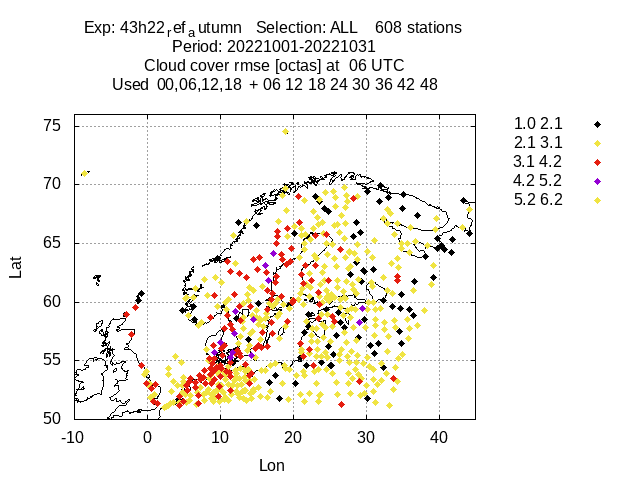 Exp: 43h22_ref_a_utumn   Selection: ALL    608 stations
Period: 20221001-20221031
Cloud cover rmse [octas] at  06 UTC
Used  00,06,12,18  + 06 12 18 24 30 36 42 48
75
70
65
60
55
50
Lat
-10 0 10 20 30 40
Lon
1.0 2.1
2.1 3.1
3.1 4.2
4.2 5.2
5.2 6.2